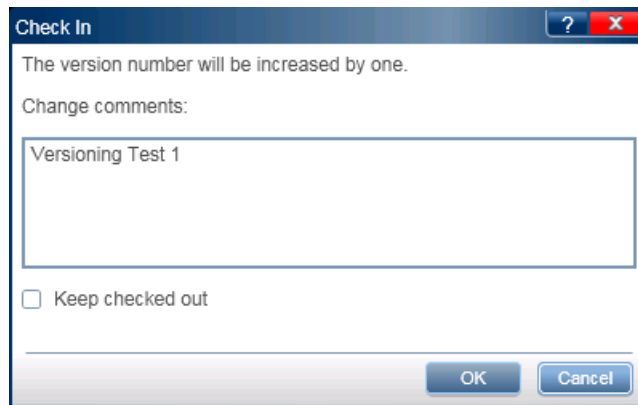 Check In
?
X
The version number will be increased by one.
Change comments:
Versioning Test 1
Keep checked out
OK
Cancel